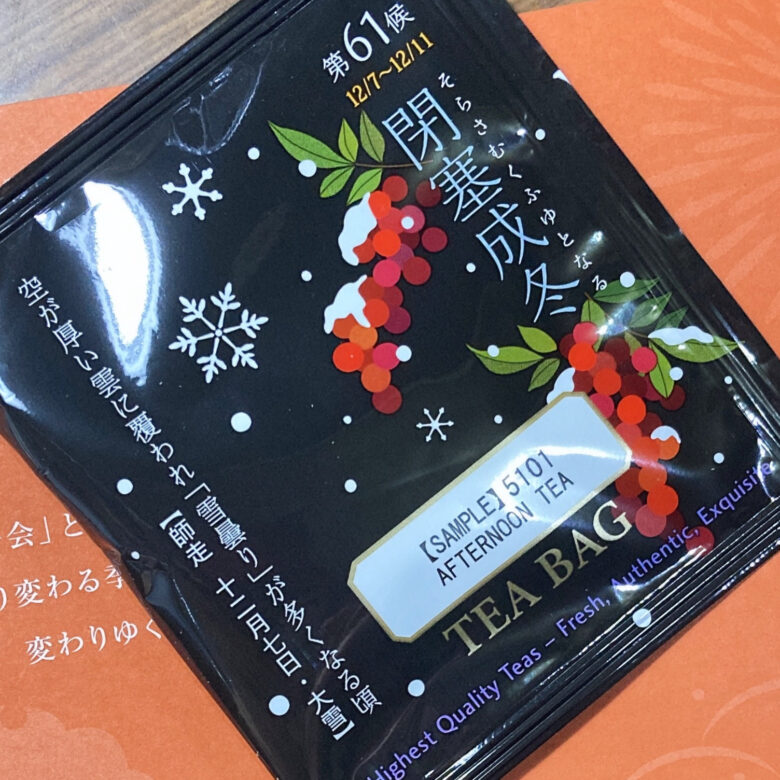 第61候
12/7～12/11
そらさむくふゆとなる
閉塞成冬
空が厚い雲に覆われ「雪曇り」が多くなる頃
【師走 十二月七日・大雪】
【SAMPLE】5101
AFTERNOON TEA
TEA BAG
Highest Quality Teas – Fresh, Authentic, Exquisite
会」と
り変わる季
変わりゆく